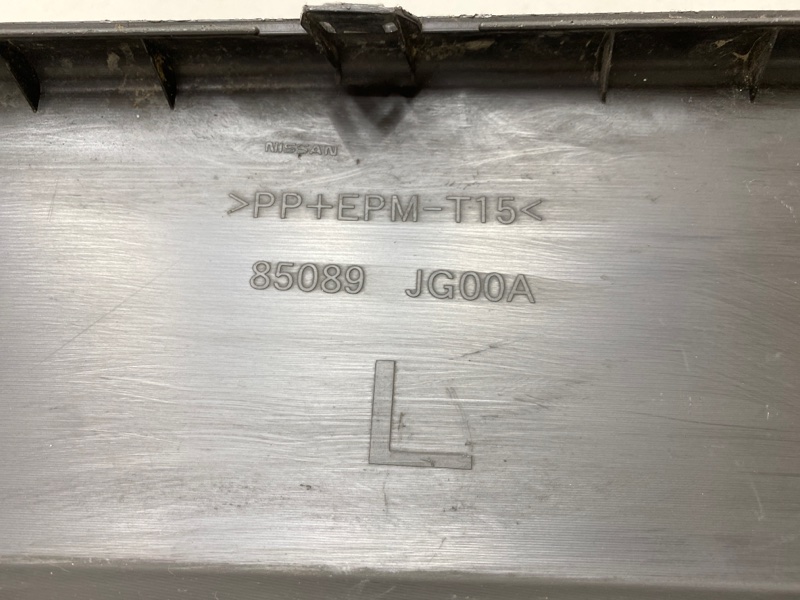 NISSAN
>PP+EPM-T15<
85089 JG00A
L